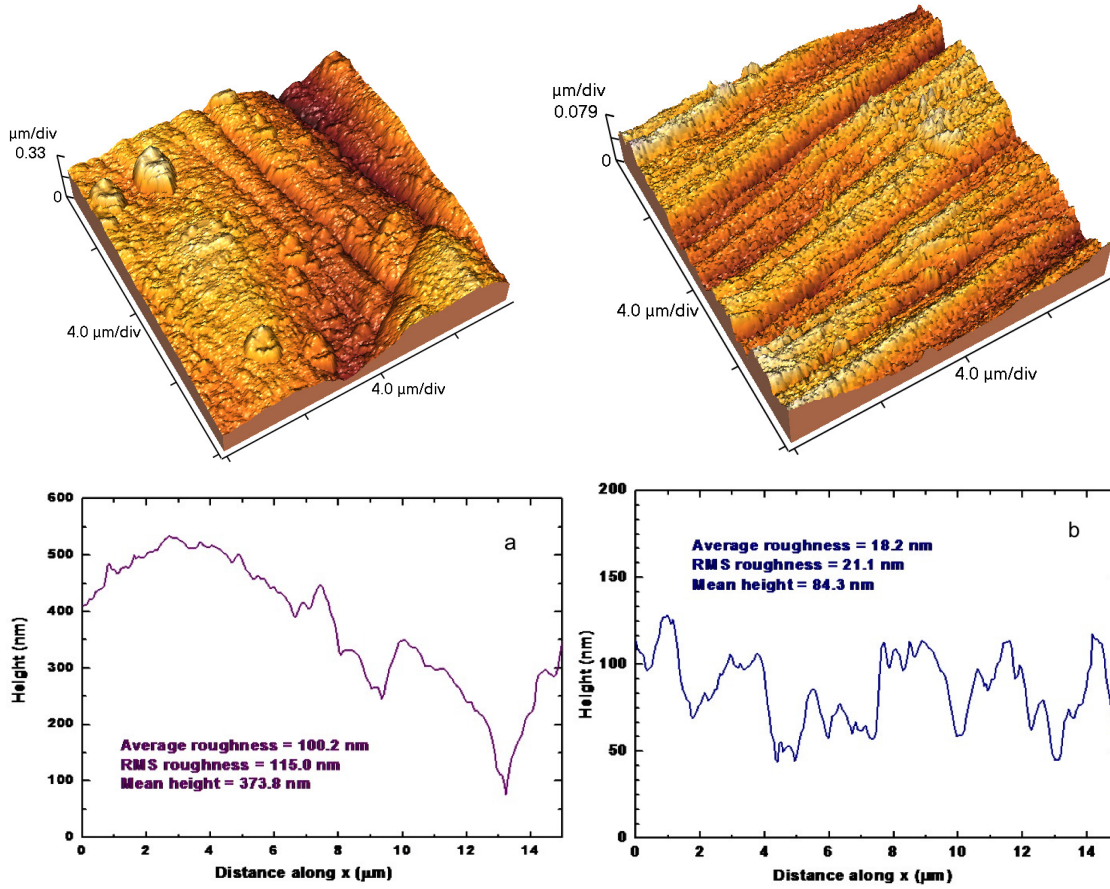 µm/div
0.33
0
4.0 µm/div
4.0 µm/div
µm/div
0.079
0
4.0 µm/div
4.0 µm/div
600
500
400
300
200
100
0
Height (nm)
a
Average roughness = 100.2 nm
RMS roughness = 115.0 nm
Mean height = 373.8 nm
0 2 4 6 8 10 12 14
Distance along x (µm)
200
150
100
50
0
Height (nm)
b
Average roughness = 18.2 nm
RMS roughness = 21.1 nm
Mean height = 84.3 nm
0 2 4 6 8 10 12 14
Distance along x (µm)